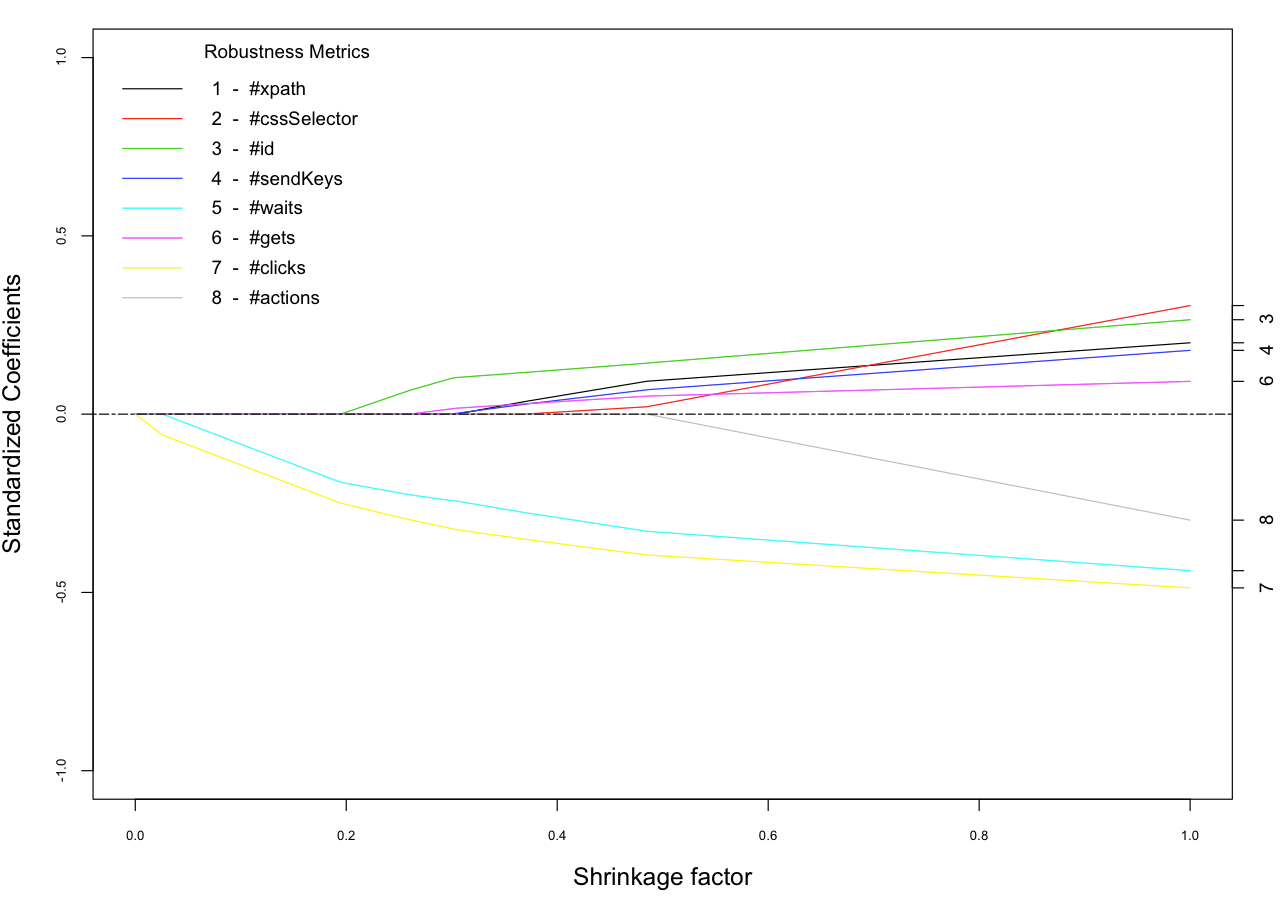 Robustness Metrics
1 - #xpath
2 - #cssSelector
3 - #id
4 - #sendKeys
5 - #waits
6 - #gets
7 - #clicks
8 - #actions
Standardized Coefficients
1.0
0.5
0.0
-0.5
-1.0
3
4
6
8
7
0.0 0.2 0.4 0.6 0.8 1.0
Shrinkage factor